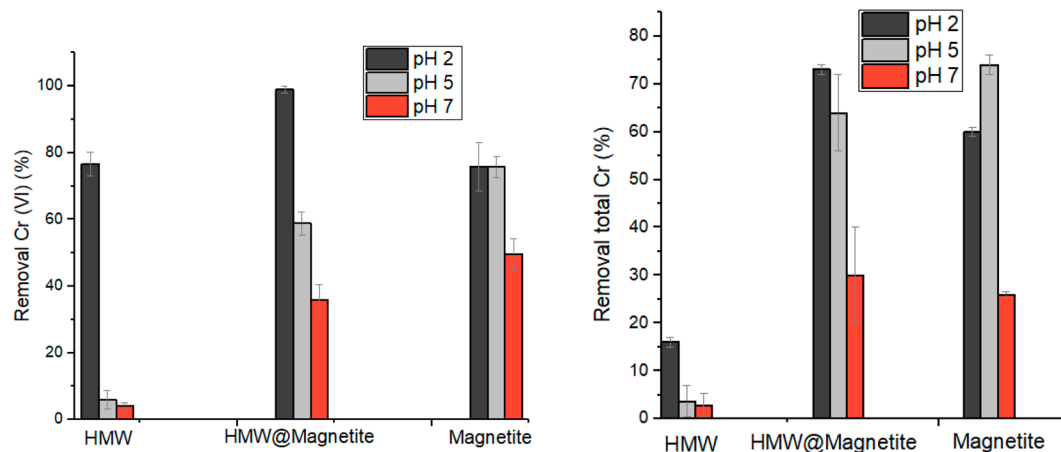 Removal Cr (VI) (%)
100
80
60
40
20
0
pH 2
pH 5
pH 7
HMW
HMW@Magnetite
Magnetite
Removal total Cr (%)
80
70
60
50
40
30
20
10
0
pH 2
pH 5
pH 7
HMW
HMW@Magnetite
Magnetite